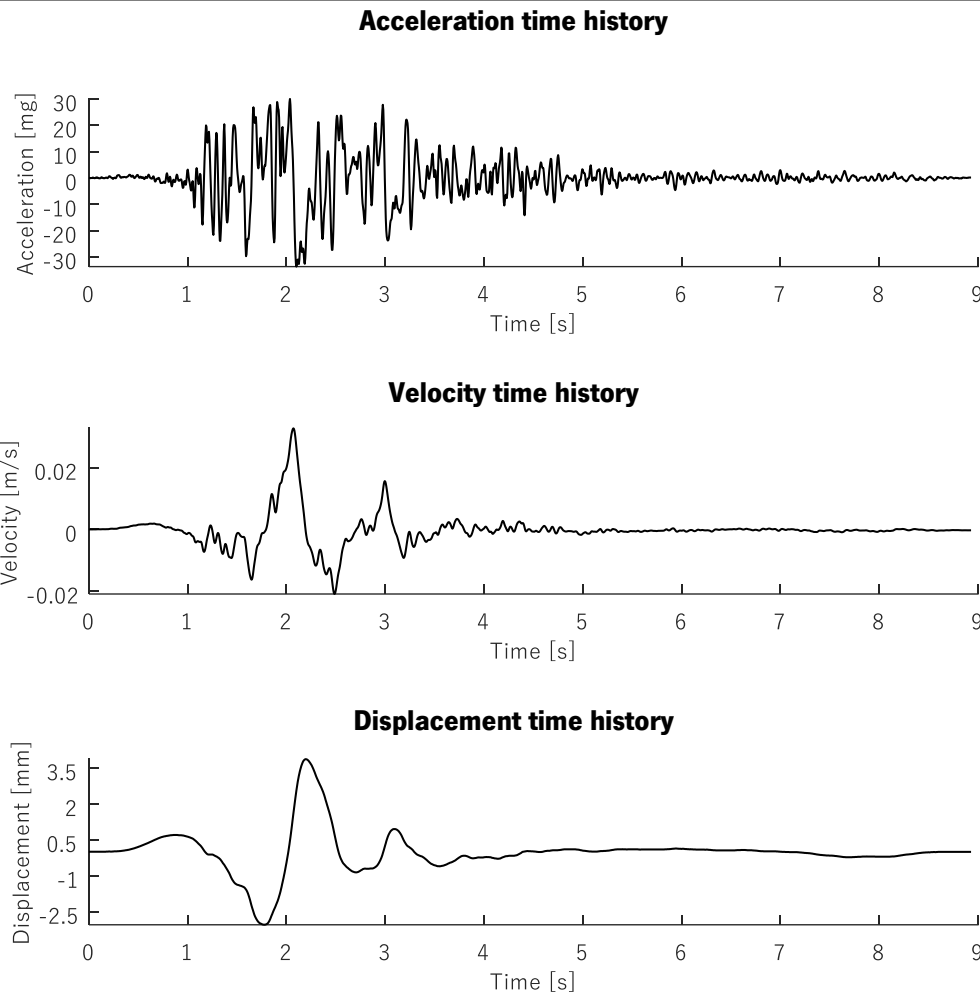 Acceleration time history
Acceleration [mg]
30
20
10
0
-10
-20
-30
0 1 2 3 4 5 6 7 8 9
Time [s]
Velocity time history
Velocity [m/s]
0.02
0
-0.02
0 1 2 3 4 5 6 7 8 9
Time [s]
Displacement time history
Displacement [mm]
3.5
2
0.5
-1
-2.5
0 1 2 3 4 5 6 7 8 9
Time [s]